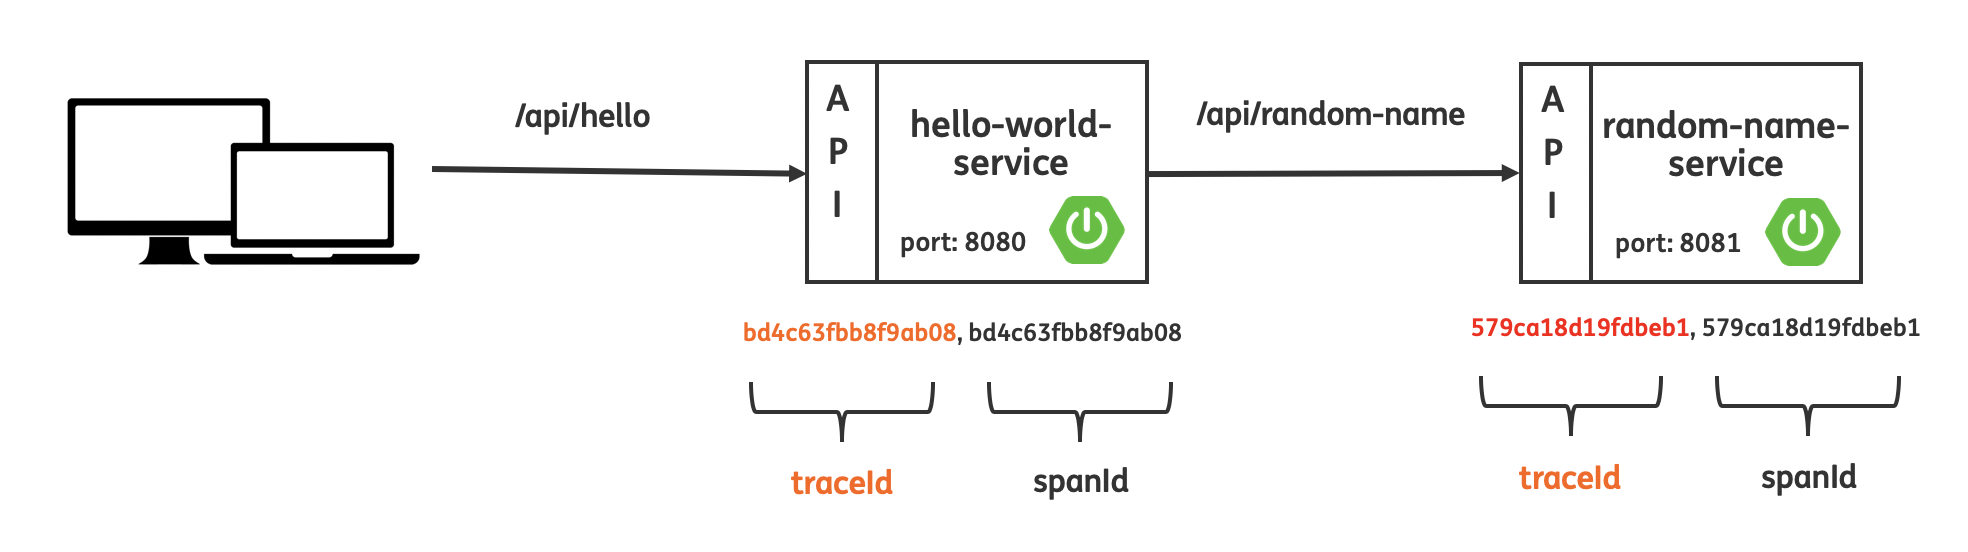 /api/hello
A
P
I
hello-world-
service
port: 8080
/api/random-name
A
P
I
random-name-
service
port: 8081
bd4c63fbb8f9ab08, bd4c63fbb8f9ab08
traceId
spanId
579ca18d19fdbeb1, 579ca18d19fdbeb1
traceId
spanId